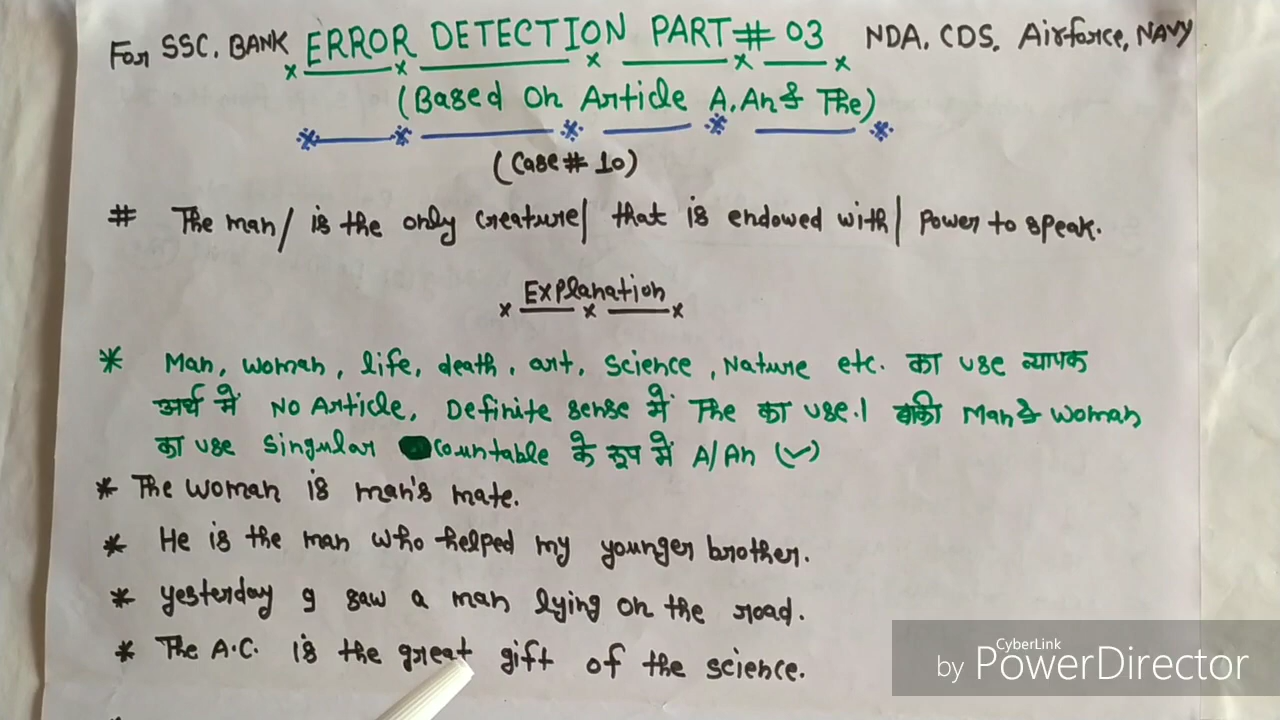 For SSC, BANK ERROR DETECTION PART # 03 NDA, CDS, Airforce, NAVY
(Based On Article A, An & The)
(Case # 10)
# The man/ is the only creature/ that is endowed with/ power to speak.
Explanation
* Man, woman, life, death, art, Science, Nature etc. का use व्यापक
अर्थ में No Article, Definite sense में The का use। बाकी Man & woman
का use Singular Countable के रूप में A/An (✓)
* The woman is man's mate.
* He is the man who helped my younger brother.
* yesterday I saw a man lying on the road.
* The A.C. is the great gift of the science.
CyberLink
by PowerDirector